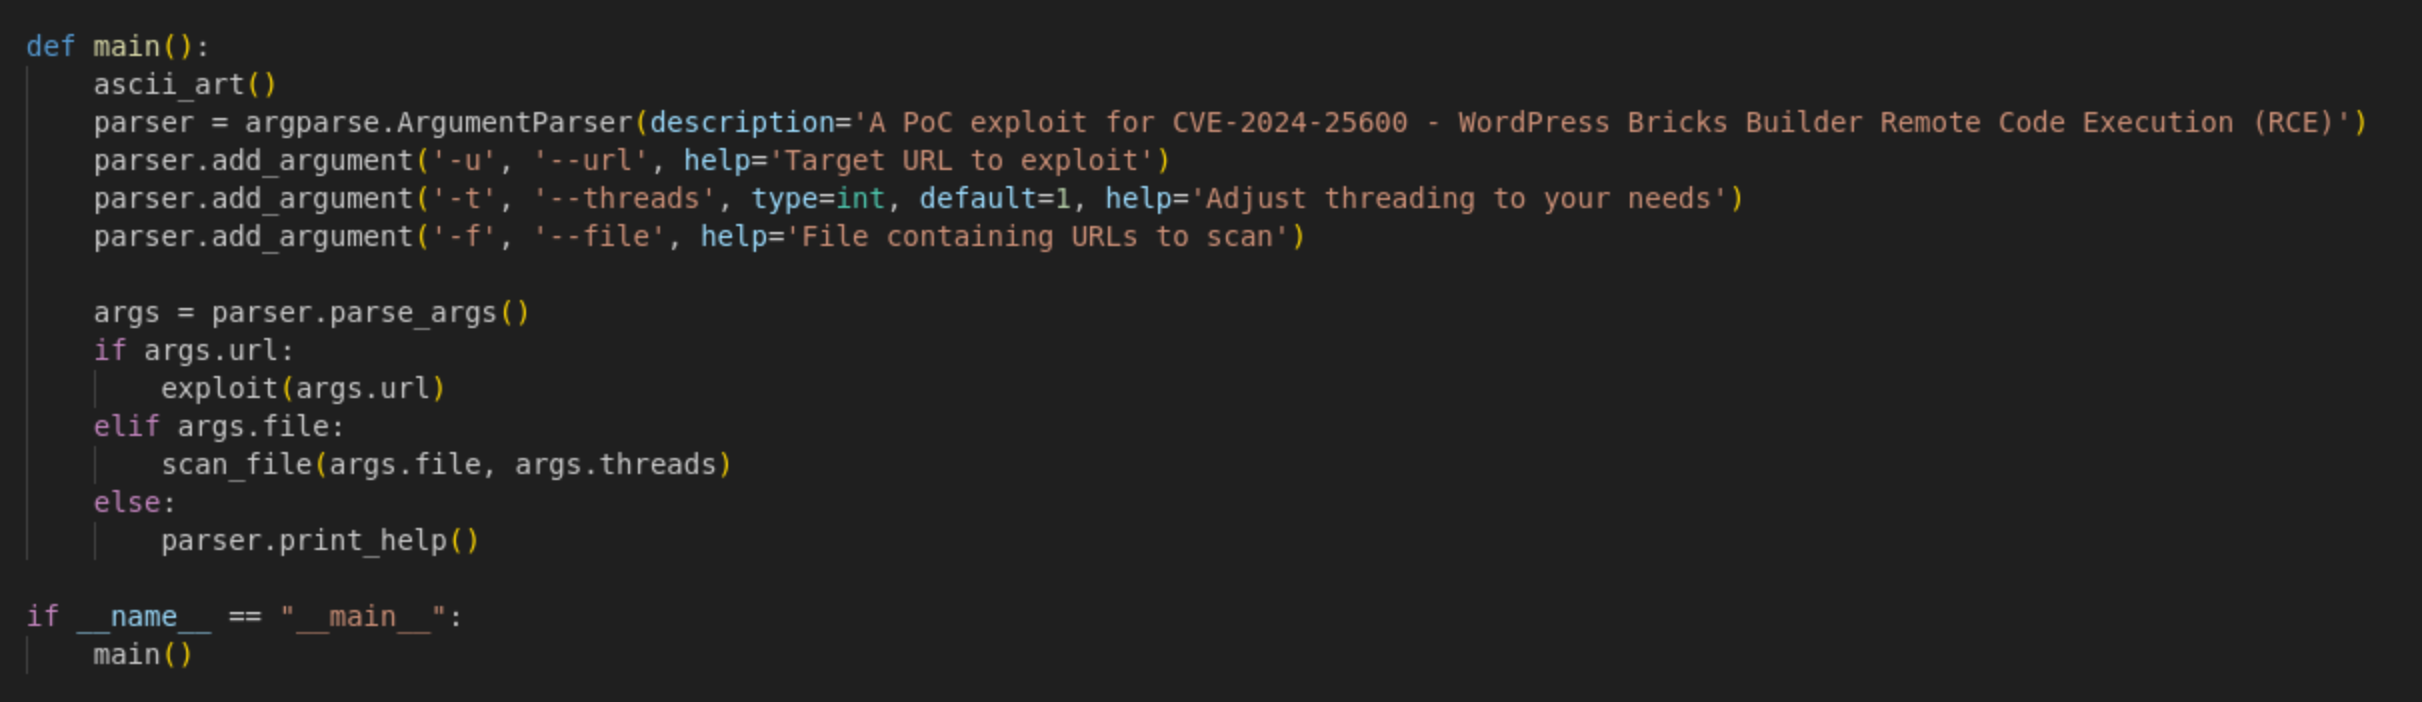 def main():
    ascii_art()
    parser = argparse.ArgumentParser(description='A PoC exploit for CVE-2024-25600 - WordPress Bricks Builder Remote Code Execution (RCE)')
    parser.add_argument('-u', '--url', help='Target URL to exploit')
    parser.add_argument('-t', '--threads', type=int, default=1, help='Adjust threading to your needs')
    parser.add_argument('-f', '--file', help='File containing URLs to scan')

    args = parser.parse_args()
    if args.url:
        exploit(args.url)
    elif args.file:
        scan_file(args.file, args.threads)
    else:
        parser.print_help()

if __name__ == "__main__":
    main()